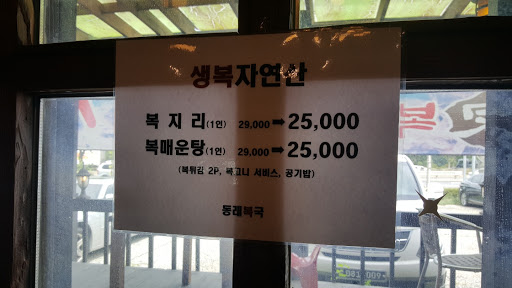 생복자연산
복 지 리(1인) 29,000 ➡ 25,000
복매운탕(1인) 29,000 ➡ 25,000
(복튀김 2P, 복고니 서비스, 공기밥)
동래복국